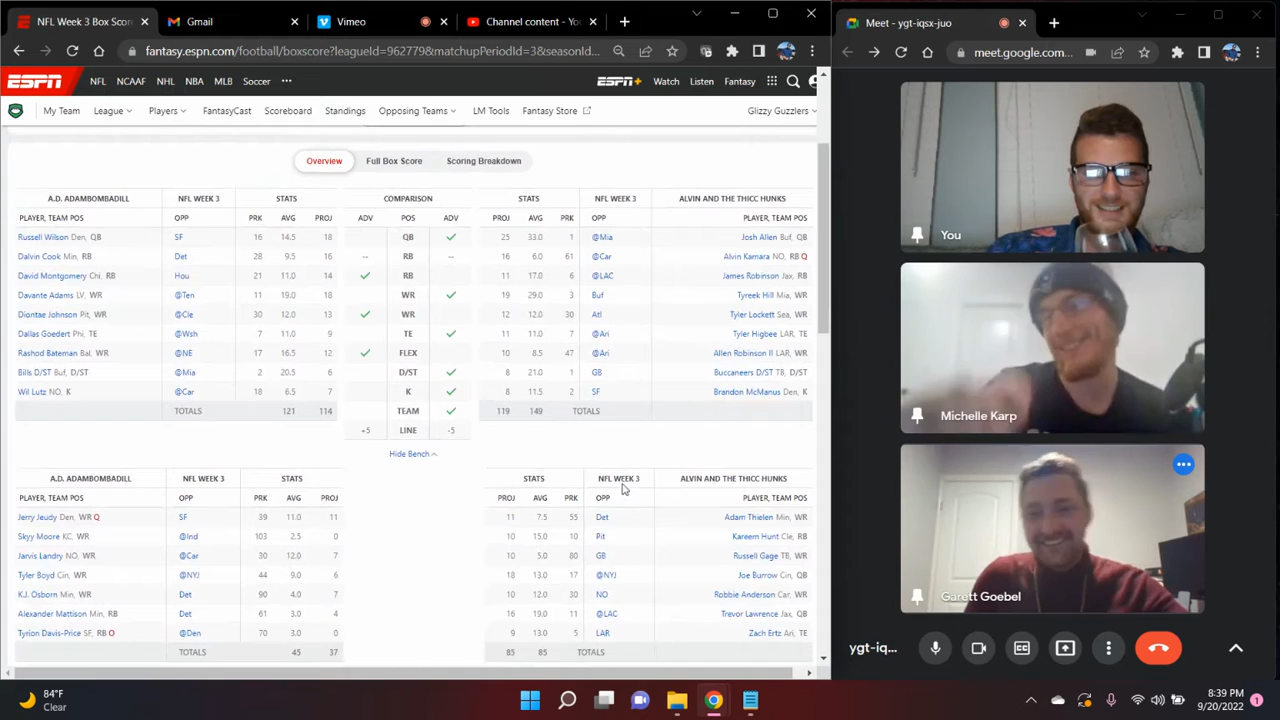 NFL Week 3 Box Score
Gmail
Vimeo
Channel content - You
Meet - ygt-iqsx-juo
fantasy.espn.com/football/boxscore?leagueId=962779&matchupPeriodId=3&seasonId...
meet.google.com...
ESPN NFL NCAAF NHL NBA MLB Soccer ••• ESPN+ Watch Listen Fantasy
My Team League Players FantasyCast Scoreboard Standings Opposing Teams LM Tools Fantasy Store Glizzy Guzzlers
Overview Full Box Score Scoring Breakdown
A.D. ADAMBOMBADILL NFL WEEK 3 STATS COMPARISON STATS NFL WEEK 3 ALVIN AND THE THICC HUNKS
PLAYER, TEAM POS OPP PRK AVG PROJ ADV POS ADV PROJ AVG PRK OPP PLAYER, TEAM POS
Russell Wilson Den, QB SF 16 14.5 18 QB 25 33.0 1 @Mia Josh Allen Buf, QB
Dalvin Cook Min, RB Det 28 9.5 16 -- RB -- 16 6.0 61 @Car Alvin Kamara NO, RB Q
David Montgomery Chi, RB Hou 21 11.0 14 RB 11 17.0 6 @LAC James Robinson Jax, RB
Davante Adams LV, WR @Ten 11 19.0 18 WR 19 29.0 3 Buf Tyreek Hill Mia, WR
Diontae Johnson Pit, WR @Cle 30 12.0 13 WR 12 12.0 30 Atl Tyler Lockett Sea, WR
Dallas Goedert Phi, TE @Wsh 7 11.0 9 TE 11 11.0 7 @Ari Tyler Higbee LAR, TE
Rashod Bateman Bal, WR @NE 17 16.5 12 FLEX 10 8.5 47 @Ari Allen Robinson II LAR, WR
Bills D/ST Buf, D/ST @Mia 2 20.5 6 D/ST 8 21.0 1 GB Buccaneers D/ST TB, D/ST
Wil Lutz NO, K @Car 18 6.5 7 K 8 11.5 2 SF Brandon McManus Den, K
TOTALS 121 114 TEAM 119 149 TOTALS
+5 LINE -5
Hide Bench
A.D. ADAMBOMBADILL NFL WEEK 3 STATS STATS NFL WEEK 3 ALVIN AND THE THICC HUNKS
PLAYER, TEAM POS OPP PRK AVG PROJ PROJ AVG PRK OPP PLAYER, TEAM POS
Jerry Jeudy Den, WR Q SF 39 11.0 11 11 7.5 55 Det Adam Thielen Min, WR
Skyy Moore KC, WR @Ind 103 2.5 0 10 15.0 10 Pit Kareem Hunt Cle, RB
Jarvis Landry NO, WR @Car 30 12.0 7 10 5.0 80 GB Russell Gage TB, WR
Tyler Boyd Cin, WR @NYJ 44 9.0 6 18 13.0 17 @NYJ Joe Burrow Cin, QB
K.J. Osborn Min, WR Det 90 4.0 7 10 12.0 30 NO Robbie Anderson Car, WR
Alexander Mattison Min, RB Det 61 3.0 4 16 19.0 11 @LAC Trevor Lawrence Jax, QB
Tyrion Davis-Price SF, RB O @Den 70 3.0 0 9 13.0 5 LAR Zach Ertz Ari, TE
TOTALS 45 37 85 85 TOTALS
You
Michelle Karp
Garett Goebel
ygt-iq...
84°F
Clear
8:39 PM
9/20/2022
1